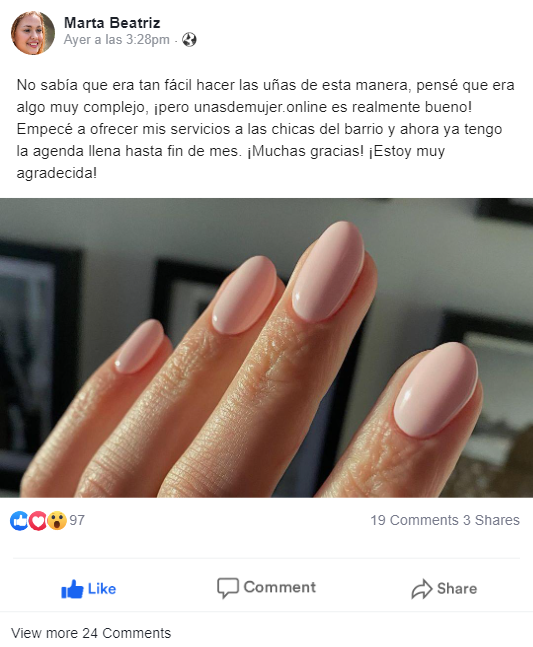 Marta Beatriz
Ayer a las 3:28pm ·
No sabía que era tan fácil hacer las uñas de esta manera, pensé que era
algo muy complejo, ¡pero unasdemujer.online es realmente bueno!
Empecé a ofrecer mis servicios a las chicas del barrio y ahora ya tengo
la agenda llena hasta fin de mes. ¡Muchas gracias! ¡Estoy muy
agradecida!
97
19 Comments 3 Shares
Like
Comment
Share
View more 24 Comments